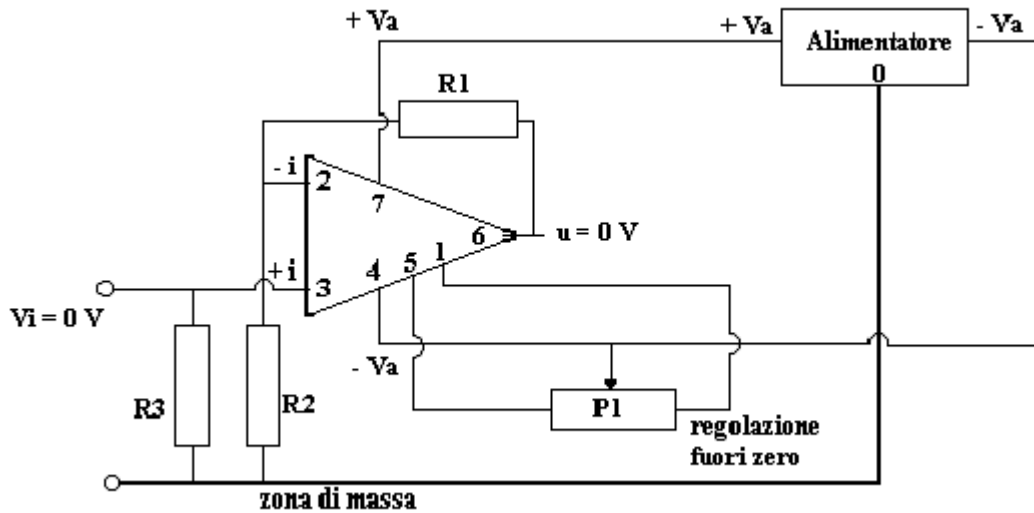 + Va
+ Va
- Va
Alimentatore
0
R1
- i
2
7
6
u = 0 V
1
5
4
+ i
3
Vi = 0 V
- Va
R3
R2
P1
regolazione
fuori zero
zona di massa